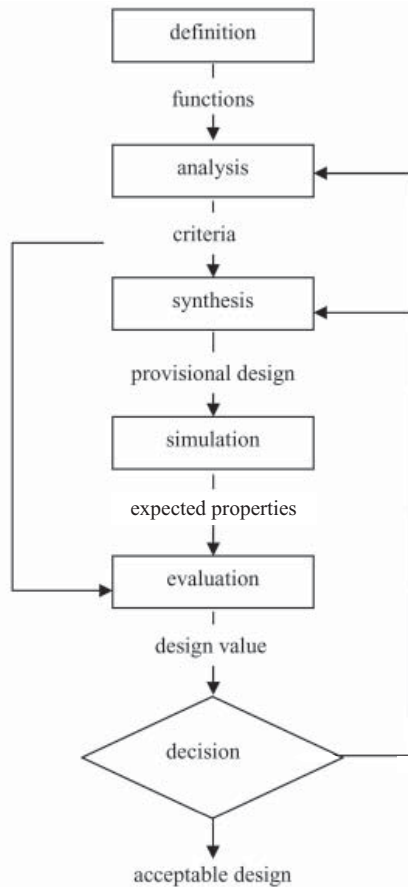 definition
functions
analysis
criteria
synthesis
provisional design
simulation
expected properties
evaluation
design value
decision
acceptable design